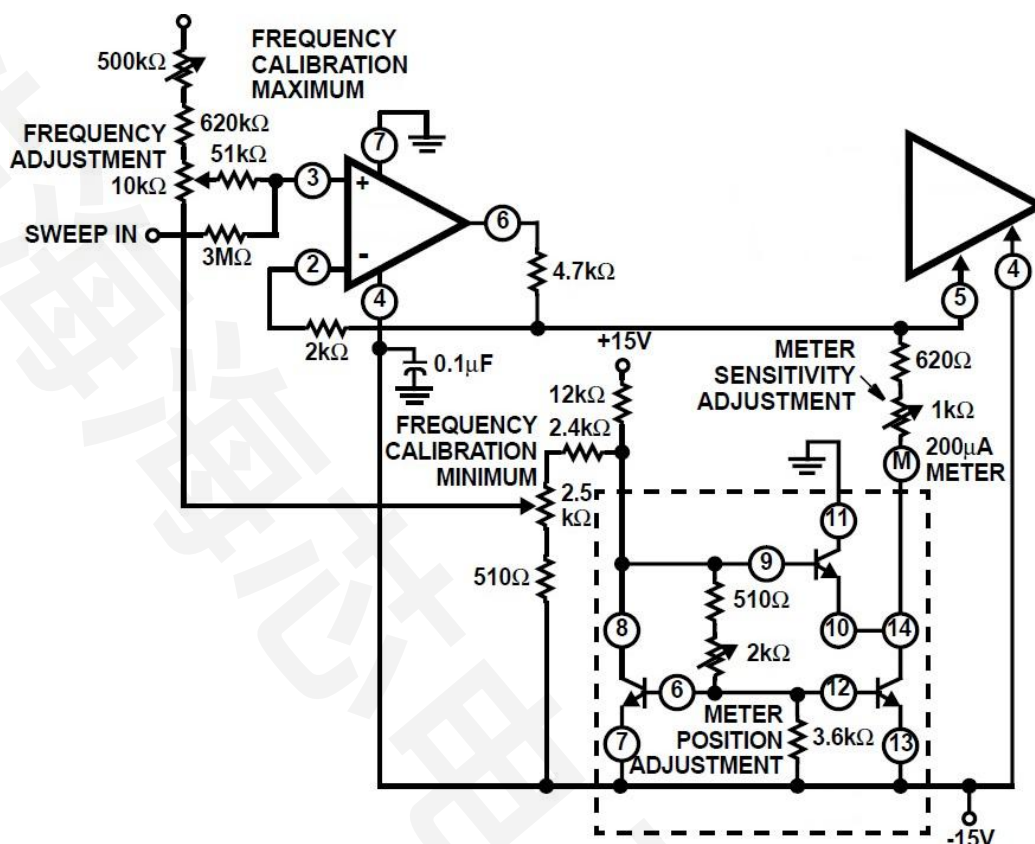 500kΩ
FREQUENCY
CALIBRATION
MAXIMUM
620kΩ
FREQUENCY
ADJUSTMENT
51kΩ
10kΩ
SWEEP IN
3MΩ
7
3
+
2
-
6
4
4.7kΩ
2kΩ
0.1μF
5
4
+15V
12kΩ
2.4kΩ
FREQUENCY
CALIBRATION
MINIMUM
2.5
kΩ
510Ω
METER
SENSITIVITY
ADJUSTMENT
620Ω
1kΩ
200μA
METER
M
11
9
510Ω
8
10
14
2kΩ
6
12
METER
POSITION
ADJUSTMENT
7
3.6kΩ
13
-15V